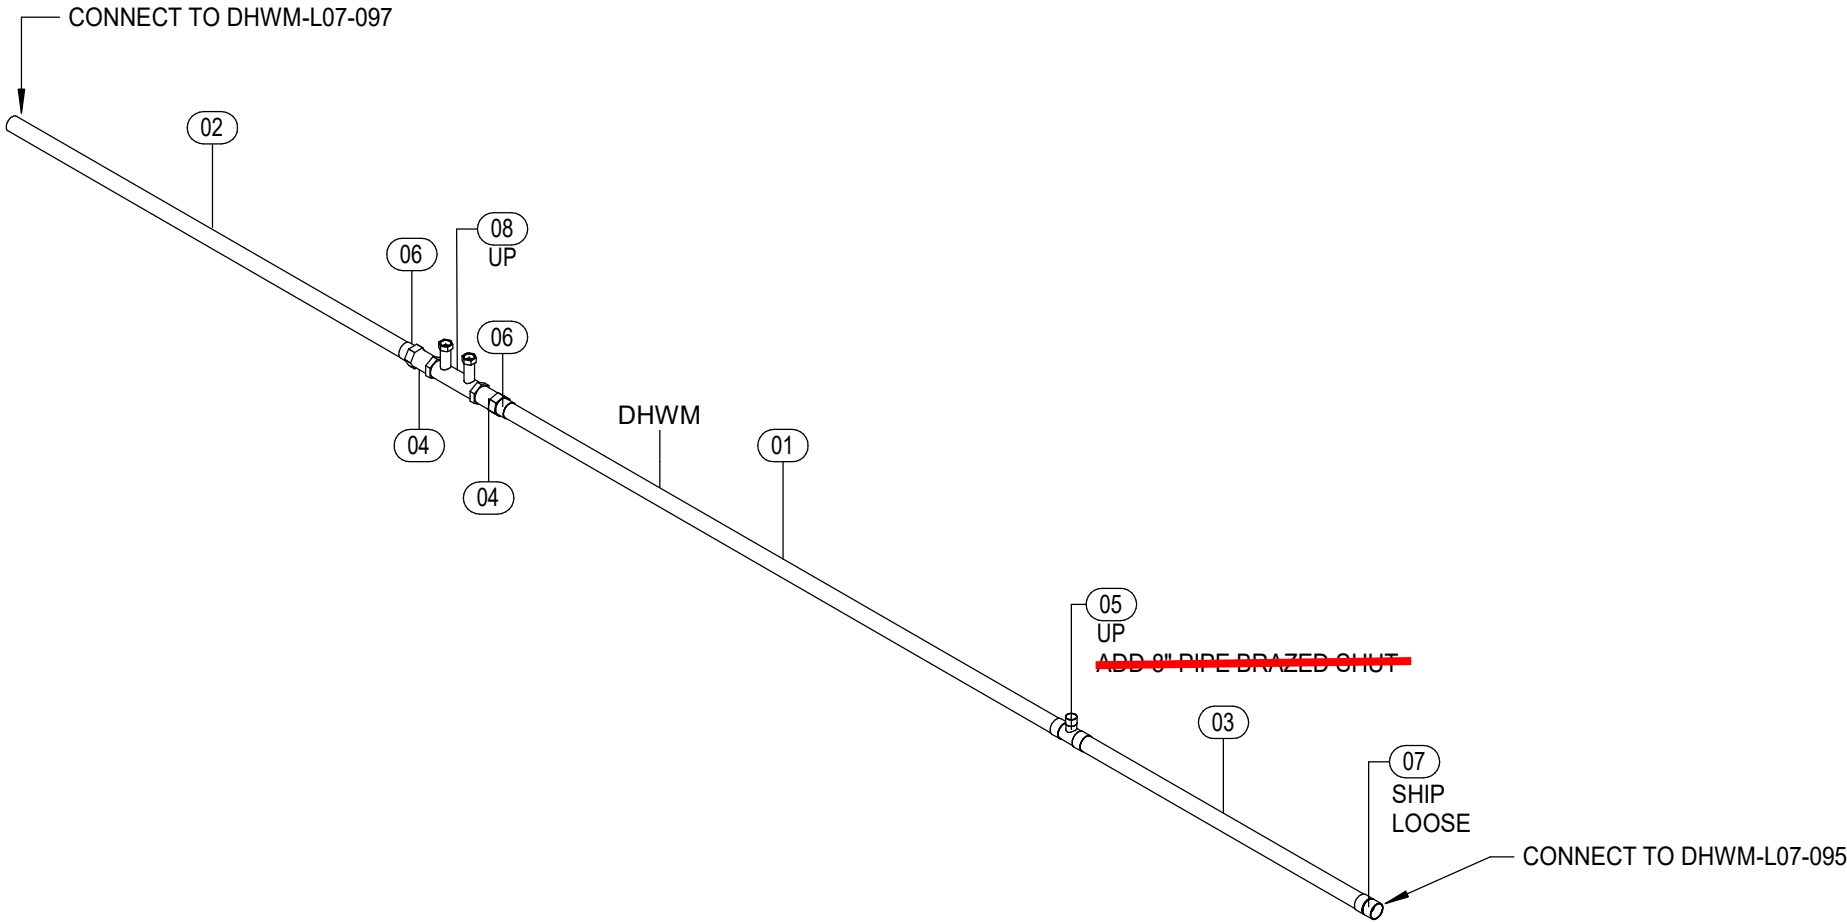 CONNECT TO DHWM-L07-097
02
08
UP
06
06
DHWM
04
01
04
05
UP
ADD 8" PIPE BRAZED SHUT
03
07
SHIP
LOOSE
CONNECT TO DHWM-L07-095